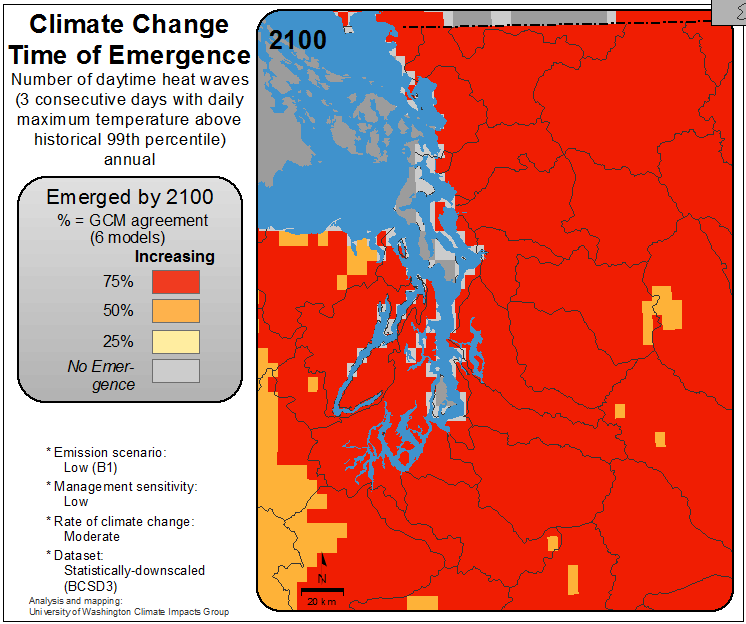 Climate Change
Time of Emergence
Number of daytime heat waves
(3 consecutive days with daily
maximum temperature above
historical 99th percentile)
annual
Emerged by 2100
% = GCM agreement
(6 models)
Increasing
75%
50%
25%
No Emer-
gence
* Emission scenario:
Low (B1)
* Management sensitivity:
Low
* Rate of climate change:
Moderate
* Dataset:
Statistically-downscaled
(BCSD3)
Analysis and mapping:
University of Washington Climate Impacts Group
2100
N
20 km